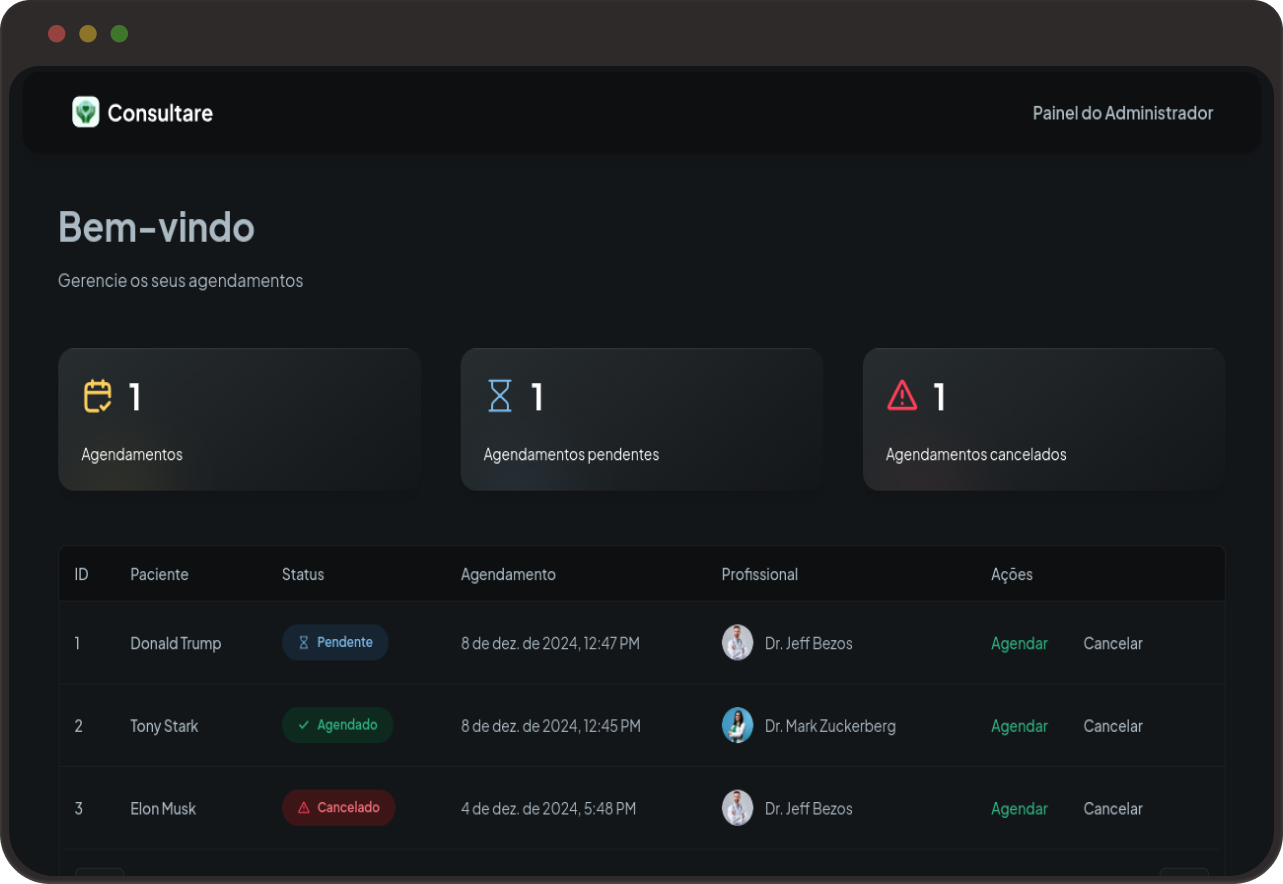 Consultare
Painel do Administrador
Bem-vindo
Gerencie os seus agendamentos
1
Agendamentos
1
Agendamentos pendentes
1
Agendamentos cancelados
ID Paciente Status Agendamento Profissional Ações
1 Donald Trump Pendente 8 de dez. de 2024, 12:47 PM Dr. Jeff Bezos Agendar Cancelar
2 Tony Stark Agendado 8 de dez. de 2024, 12:45 PM Dr. Mark Zuckerberg Agendar Cancelar
3 Elon Musk Cancelado 4 de dez. de 2024, 5:48 PM Dr. Jeff Bezos Agendar Cancelar